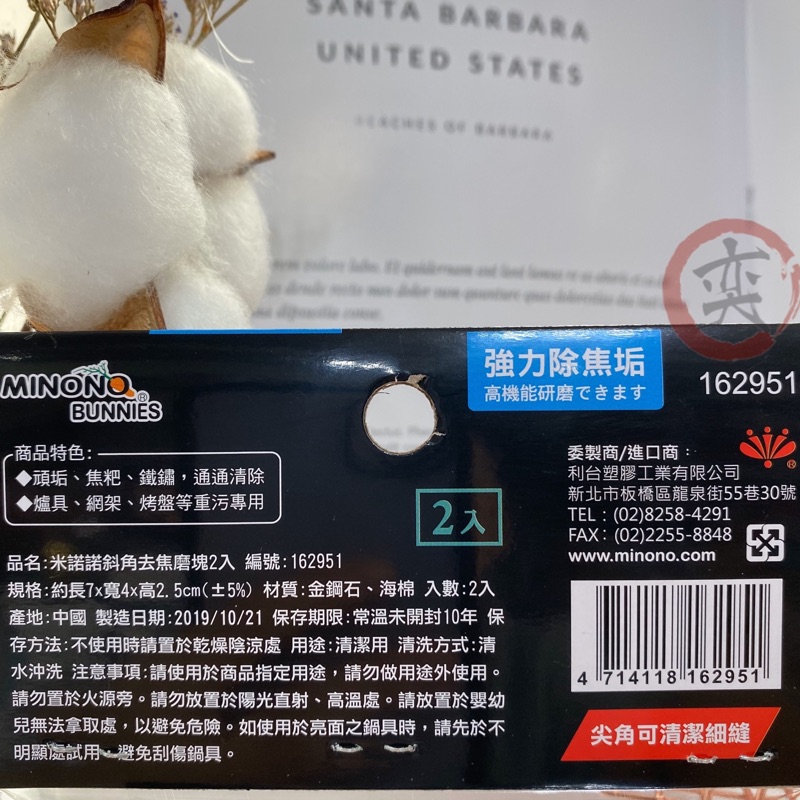 SANTA BARBARA
UNITED STATES
奕
MINONO®
BUNNIES
強力除焦垢
高機能研磨できます
162951
商品特色:
◆頑垢、焦粑、鐵鏽,通通清除
◆爐具、網架、烤盤等重污專用
2入
委製商/進口商:
利台塑膠工業有限公司
新北市板橋區龍泉街55巷30號
TEL:(02)8258-4291
FAX:(02)2255-8848
www.minono.com
品名:米諾諾斜角去焦磨塊2入 編號:162951
規格:約長7x寬4x高2.5cm(±5%) 材質:金鋼石、海棉 入數:2入
產地:中國 製造日期:2019/10/21 保存期限:常溫未開封10年 保
存方法:不使用時請置於乾燥陰涼處 用途:清潔用 清洗方式:清
水沖洗 注意事項:請使用於商品指定用途,請勿做用途外使用。
請勿置於火源旁。請勿放置於陽光直射、高溫處。請放置於嬰幼
兒無法拿取處,以避免危險。如使用於亮面之鍋具時,請先於不
明顯處試用,避免刮傷鍋具。
4 714118 162951
尖角可清潔細縫